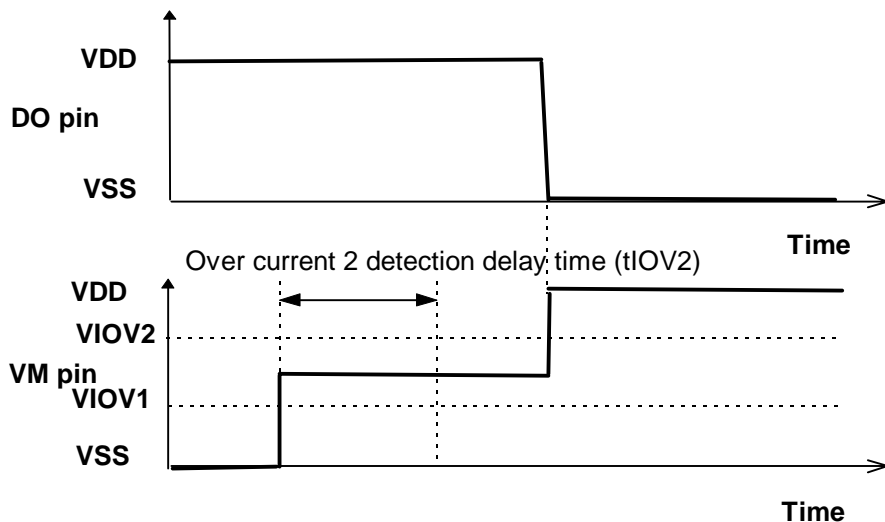 VDD
DO pin
VSS
Time
Over current 2 detection delay time (tIOV2)
VDD
VIOV2
VM pin
VIOV1
VSS
Time